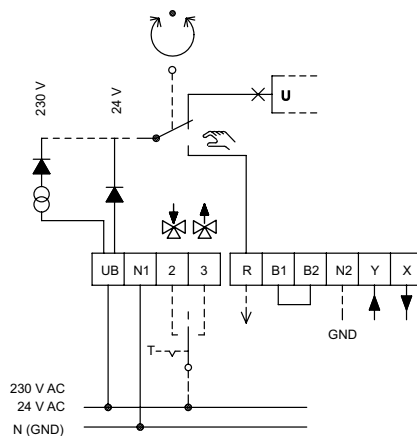 230 V
24 V
U
UB N1 2 3 R B1 B2 N2 Y X
GND
T
230 V AC
24 V AC
N (GND)